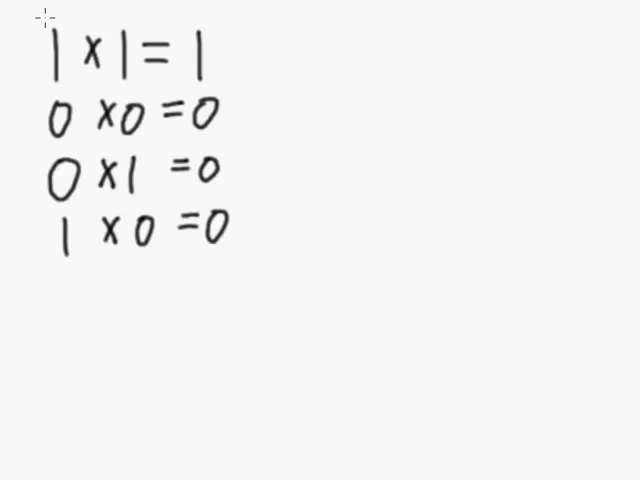 1 x 1 = 1
0 x 0 = 0
0 x 1 = 0
1 x 0 = 0